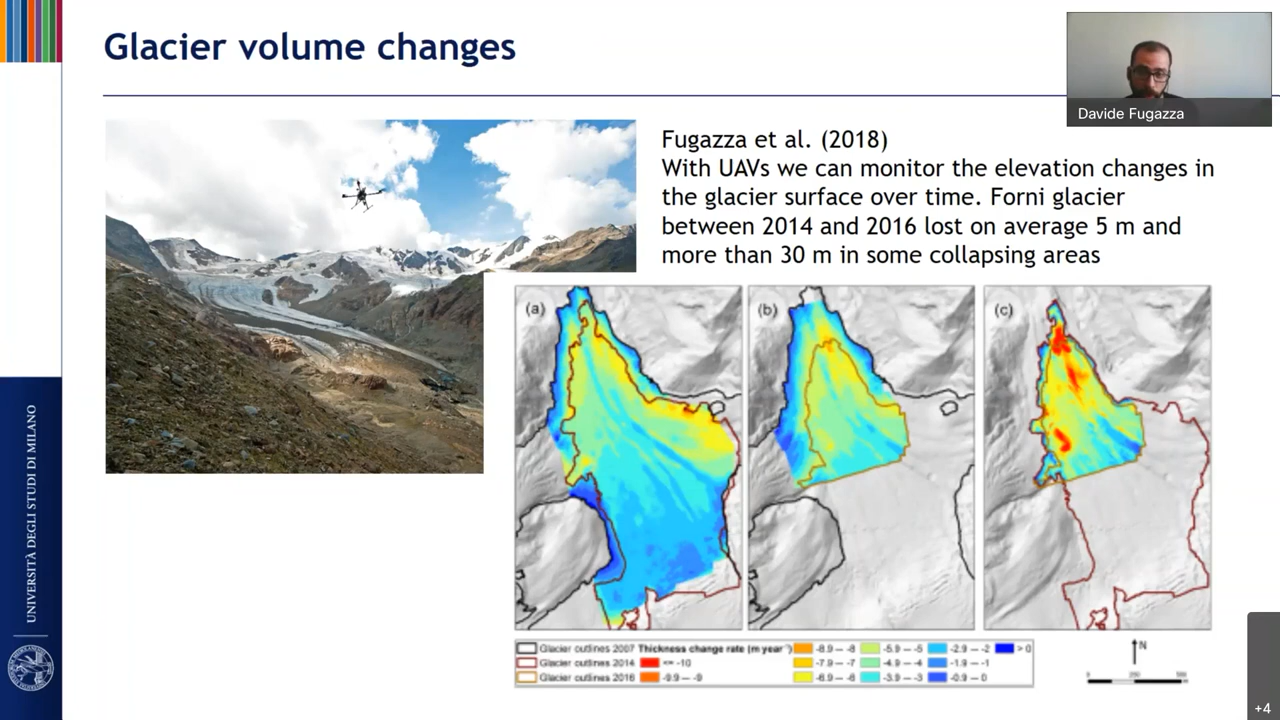 Glacier volume changes
Davide Fugazza
Fugazza et al. (2018)
With UAVs we can monitor the elevation changes in
the glacier surface over time. Forni glacier
between 2014 and 2016 lost on average 5 m and
more than 30 m in some collapsing areas
(a)
(b)
(c)
Glacier outlines 2007 Thickness change rate (m year⁻¹) -8.9 — -8 -5.9 — -5 -2.9 — -2 > 0
Glacier outlines 2014 <= -10 -7.9 — -7 -4.9 — -4 -1.9 — -1
Glacier outlines 2016 -9.9 — -9 -6.9 — -6 -3.9 — -3 -0.9 — 0
N
UNIVERSITÀ DEGLI STUDI DI MILANO
+4